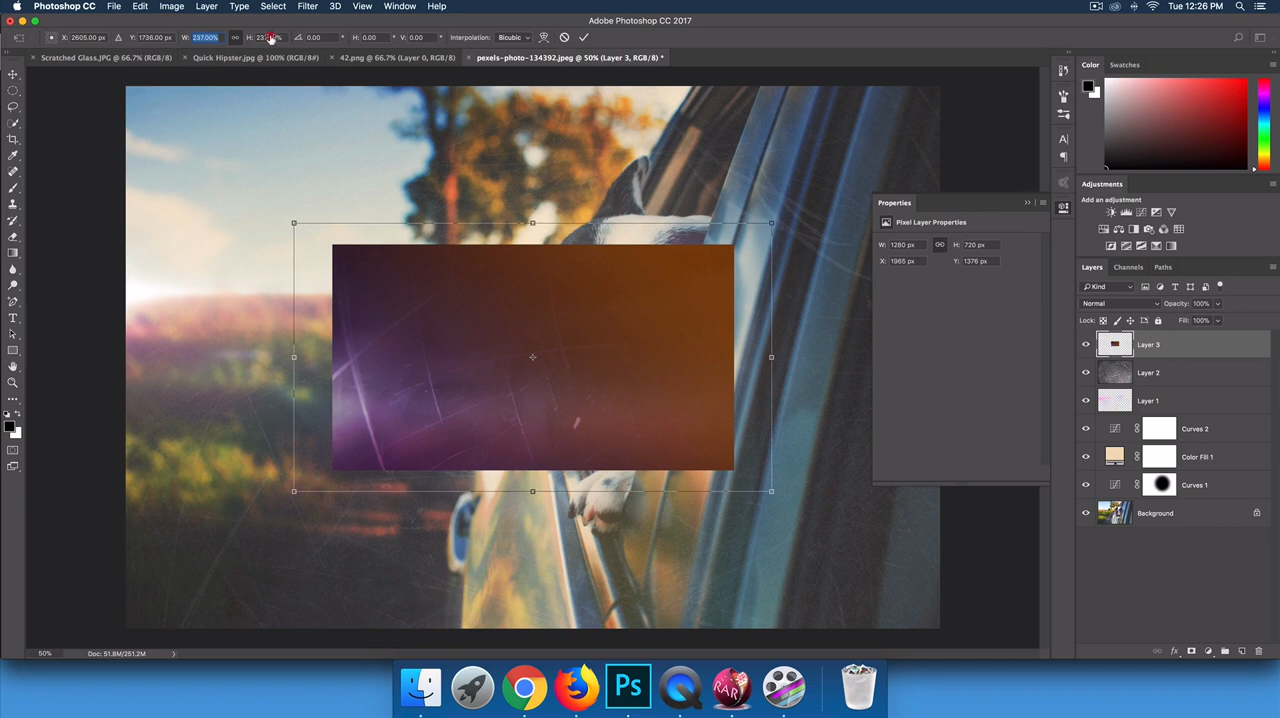 Photoshop CC File Edit Image Layer Type Select Filter 3D View Window Help Tue 12:26 PM
Adobe Photoshop CC 2017
X: 2605.00 px Y: 1736.00 px W: 237.00% H: 0.00 H: 0.00 V: 0.00 Interpolation: Bicubic
Scratched Glass.JPG @ 66.7% (RGB/8) Quick Hipster.jpg @ 100% (RGB/8#) 42.png @ 66.7% (Layer 0, RGB/8) pexels-photo-134392.jpeg @ 50% (Layer 3, RGB/8) *
Color Swatches
Adjustments
Add an adjustment
Properties
Pixel Layer Properties
W: 1280 px H: 720 px
X: 1965 px Y: 1376 px
Layers Channels Paths
Kind
Normal Opacity: 100%
Lock: Fill: 100%
Layer 3
Layer 2
Layer 1
Curves 2
Color Fill 1
Curves 1
Background
fx
50% Doc: 51.8M/251.2M
Ps RAR